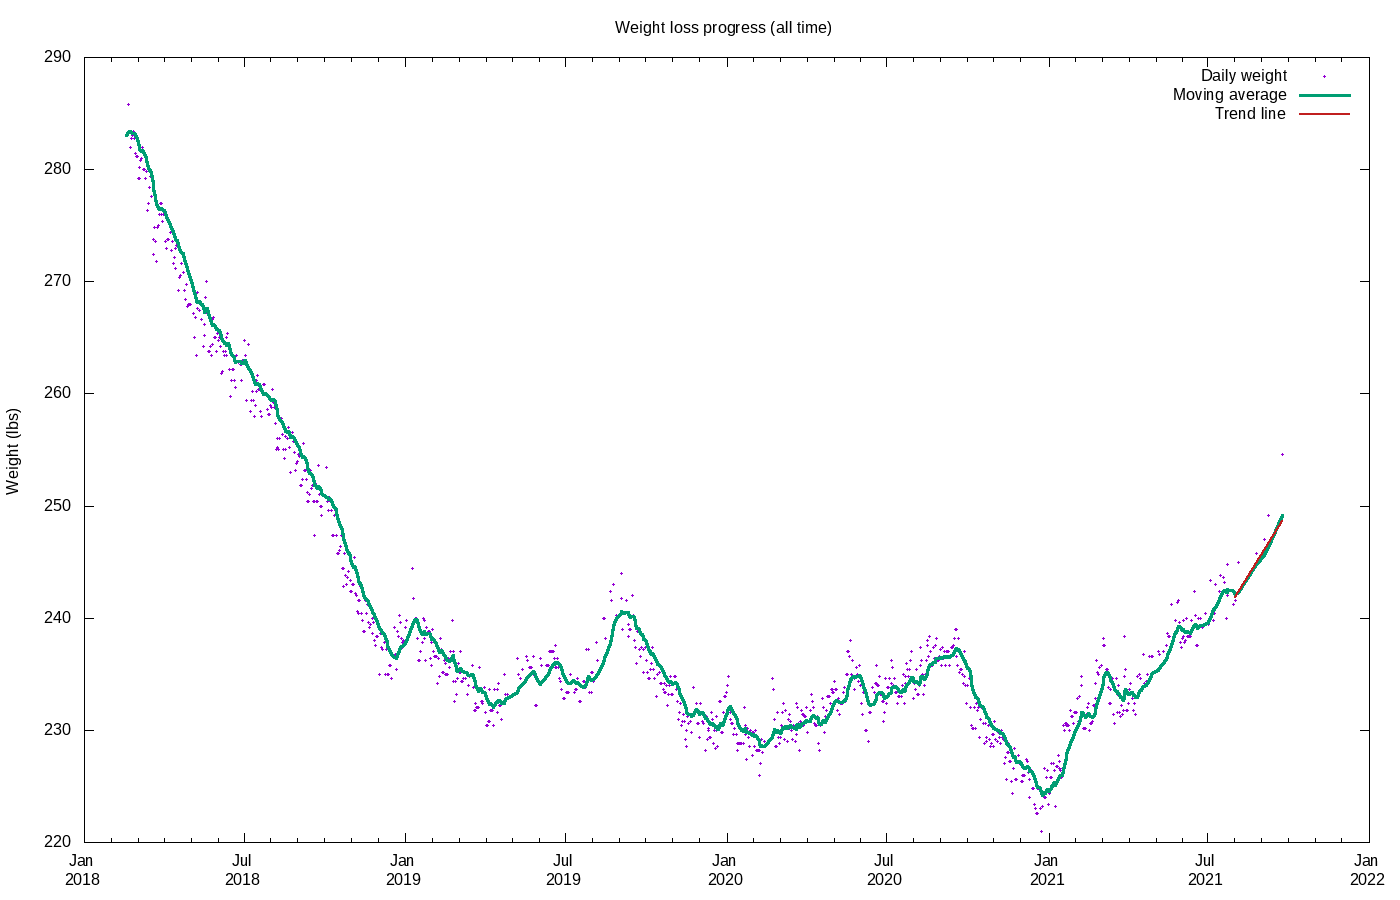 Weight loss progress (all time)
290
280
270
260
250
240
230
220
Weight (lbs)
Daily weight
Moving average
Trend line
Jan Jul Jan Jul Jan Jul Jan Jul Jan
2018 2018 2019 2019 2020 2020 2021 2021 2022